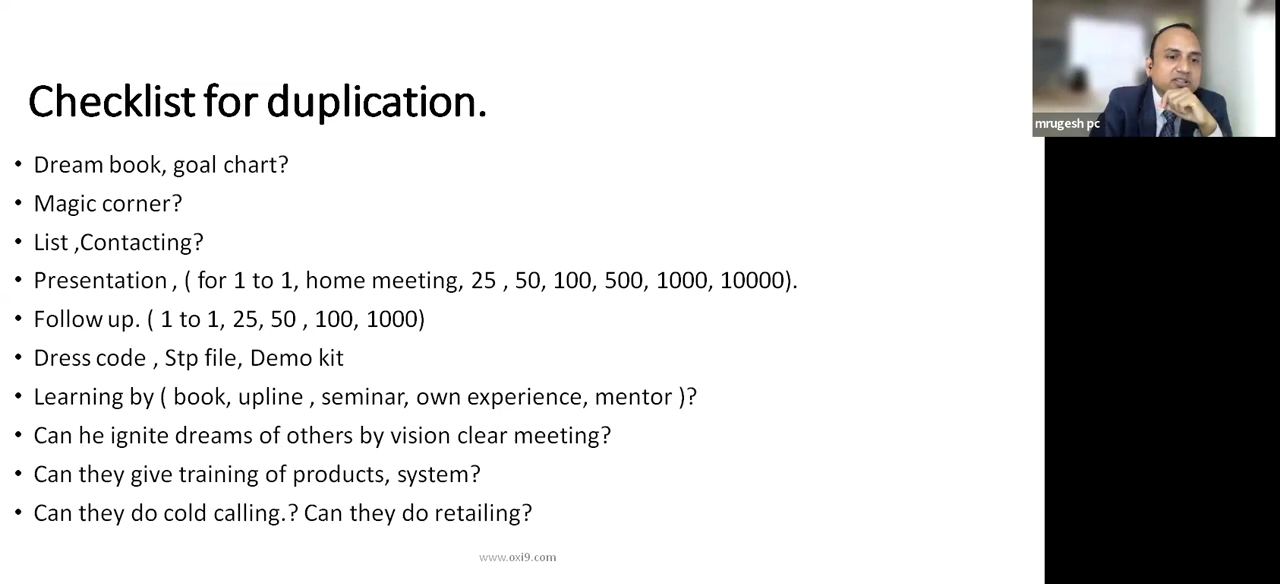 Checklist for duplication.
• Dream book, goal chart?
• Magic corner?
• List ,Contacting?
• Presentation , ( for 1 to 1, home meeting, 25 , 50, 100, 500, 1000, 10000).
• Follow up. ( 1 to 1, 25, 50 , 100, 1000)
• Dress code , Stp file, Demo kit
• Learning by ( book, upline , seminar, own experience, mentor )?
• Can he ignite dreams of others by vision clear meeting?
• Can they give training of products, system?
• Can they do cold calling.? Can they do retailing?
www.oxi9.com
mrugesh pc